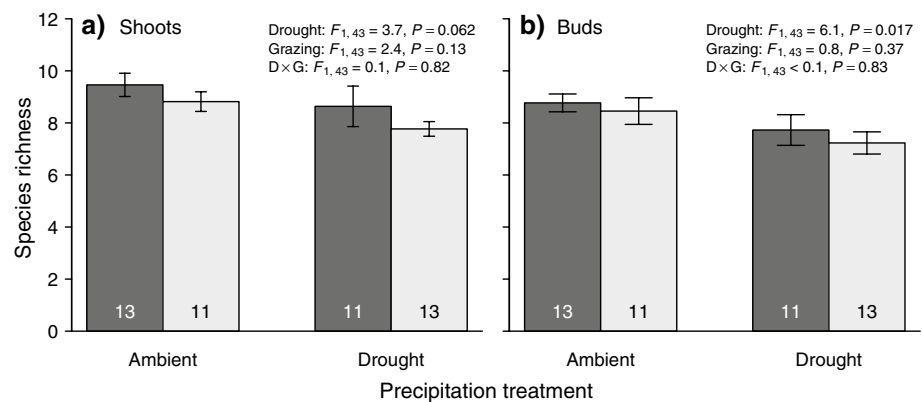 a) Shoots
Drought: F1, 43 = 3.7, P = 0.062
Grazing: F1, 43 = 2.4, P = 0.13
D×G: F1, 43 = 0.1, P = 0.82
b) Buds
Drought: F1, 43 = 6.1, P = 0.017
Grazing: F1, 43 = 0.8, P = 0.37
D×G: F1, 43 < 0.1, P = 0.83
Species richness
12
10
8
6
4
2
0
13 11 11 13
13 11 11 13
Ambient Drought
Ambient Drought
Precipitation treatment